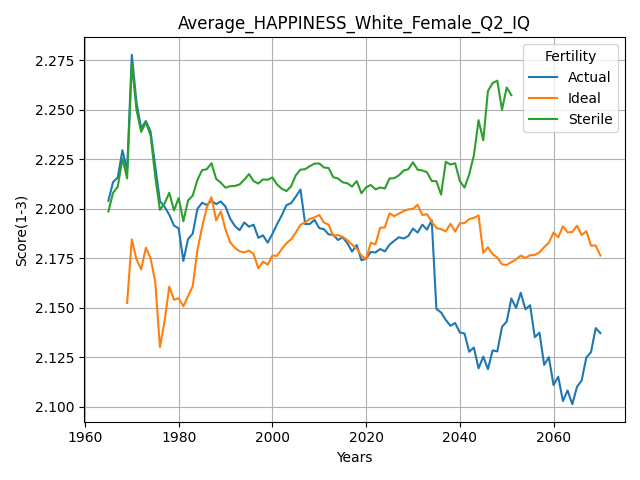 Average_HAPPINESS_White_Female_Q2_IQ
Fertility
Actual
Ideal
Sterile
Score(1-3)
2.275
2.250
2.225
2.200
2.175
2.150
2.125
2.100
1960
1980
2000
2020
2040
2060
Years